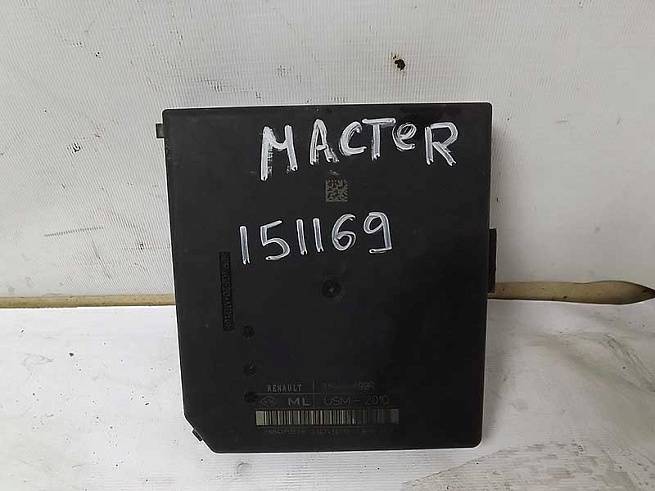 MACTeR
151169
RENAULT
ML USM-2010